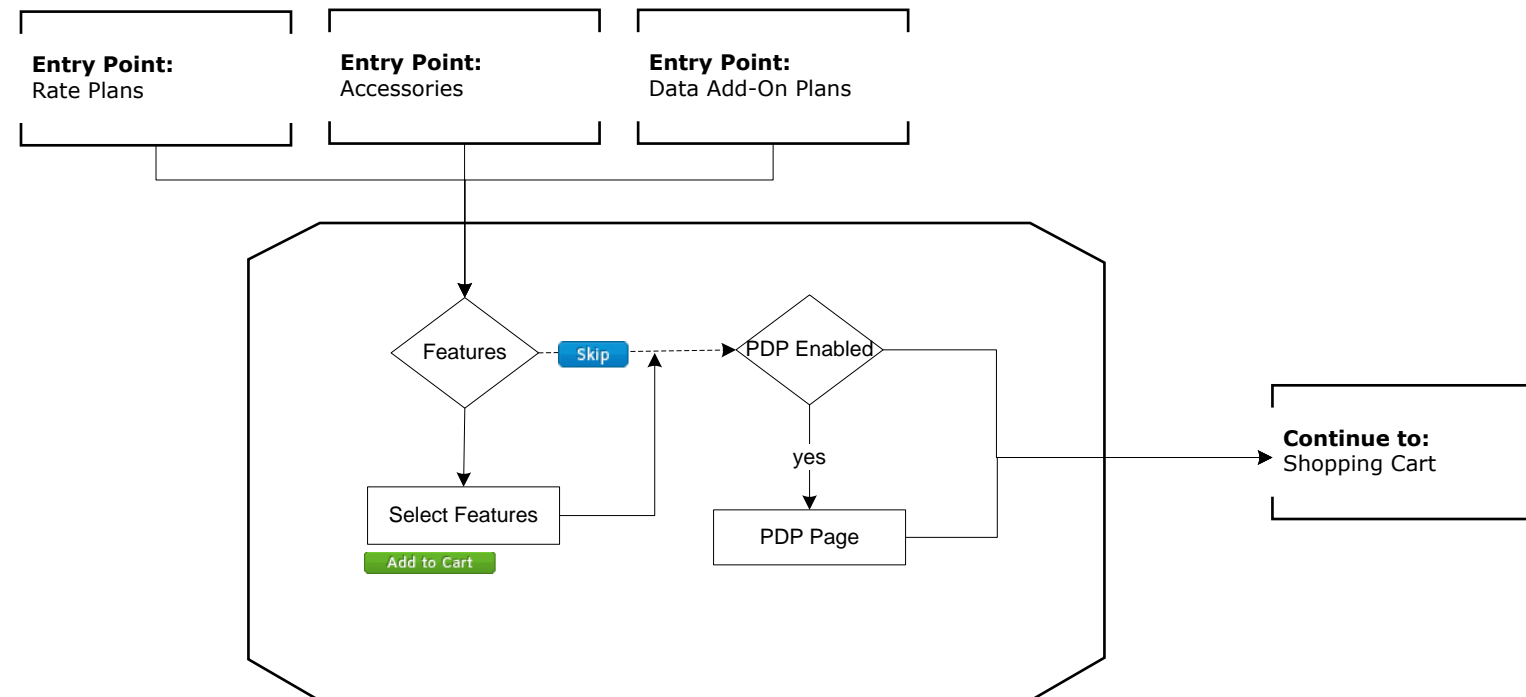 Entry Point:
Rate Plans
Entry Point:
Accessories
Entry Point:
Data Add-On Plans
Features
Skip
PDP Enabled
Continue to:
Shopping Cart
yes
Select Features
PDP Page
Add to Cart